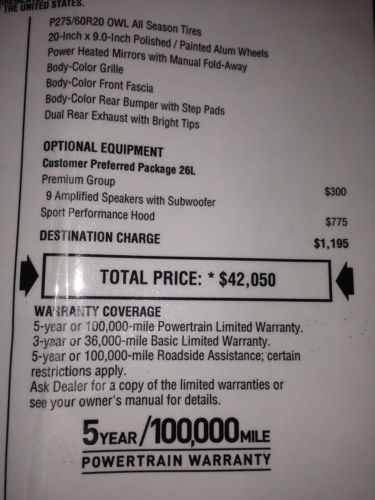 THE UNITED STATES.
P275/60R20 OWL All Season Tires
20-Inch x 9.0-Inch Polished / Painted Alum Wheels
Power Heated Mirrors with Manual Fold-Away
Body-Color Grille
Body-Color Front Fascia
Body-Color Rear Bumper with Step Pads
Dual Rear Exhaust with Bright Tips
OPTIONAL EQUIPMENT
Customer Preferred Package 26L
Premium Group
9 Amplified Speakers with Subwoofer $300
Sport Performance Hood $775
DESTINATION CHARGE $1,195
TOTAL PRICE: * $42,050
WARRANTY COVERAGE
5-year or 100,000-mile Powertrain Limited Warranty.
3-year or 36,000-mile Basic Limited Warranty.
5-year or 100,000-mile Roadside Assistance; certain
restrictions apply.
Ask Dealer for a copy of the limited warranties or
see your owner's manual for details.
5YEAR/100,000MILE
POWERTRAIN WARRANTY